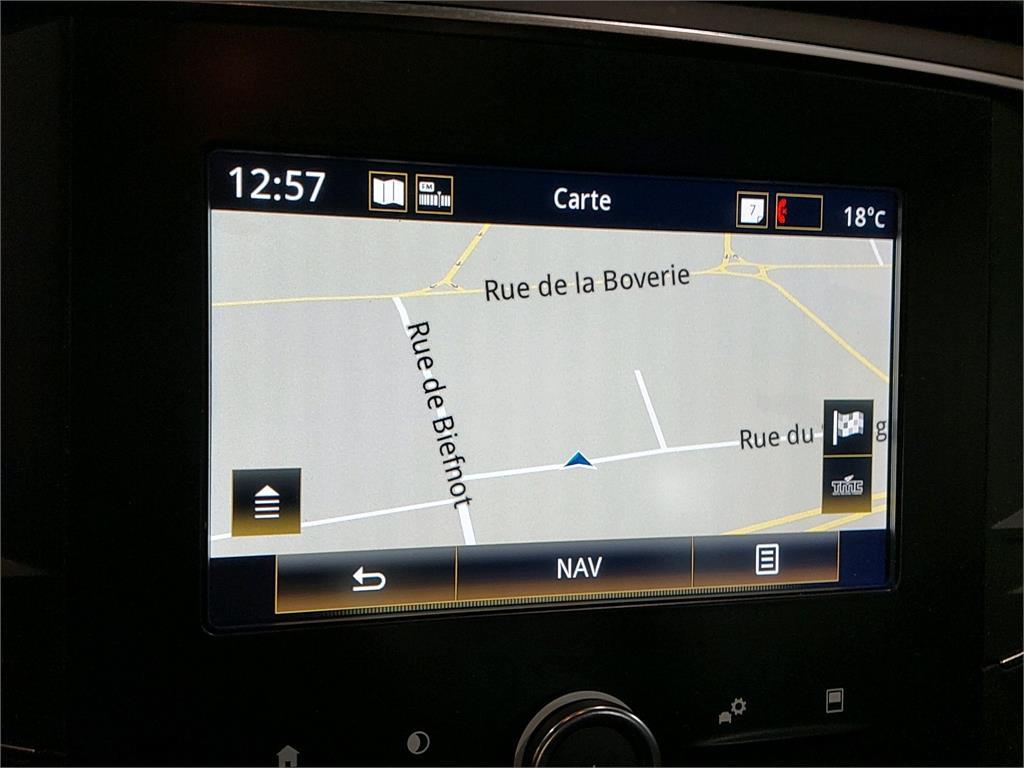 12:57
FM
Carte
7
18°C
Rue de la Boverie
Rue de Biefnot
Rue du
g
TMC
NAV